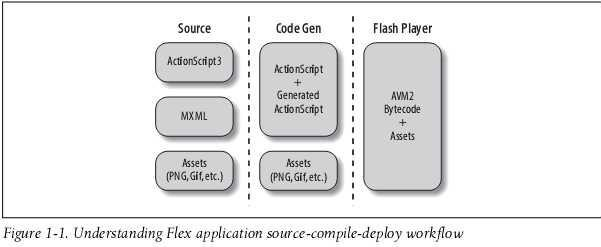 Source
ActionScript3
MXML
Assets
(PNG,Gif,etc.)
Code Gen
ActionScript
+
Generated
ActionScript
Assets
(PNG,Gif,etc.)
Flash Player
AVM2
Bytecode
+
Assets
Figure 1-1. Understanding Flex application source-compile-deploy workflow